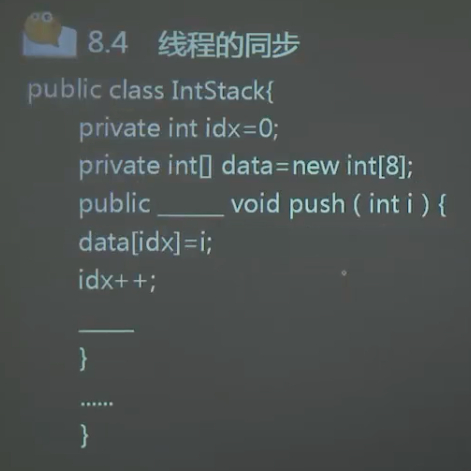 8.4 线程的同步
public class IntStack{
private int idx=0;
private int[] data=new int[8];
public ______ void push ( int i ) {
data[idx]=i;
idx++;
_____
}
......
}